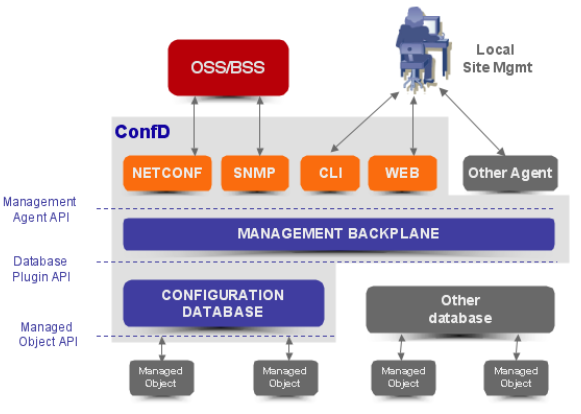 OSS/BSS
Local
Site Mgmt
ConfD
NETCONF
SNMP
CLI
WEB
Other Agent
Management
Agent API
MANAGEMENT BACKPLANE
Database
Plugin API
CONFIGURATION
DATABASE
Other
database
Managed
Object API
Managed
Object
Managed
Object
Managed
Object
Managed
Object